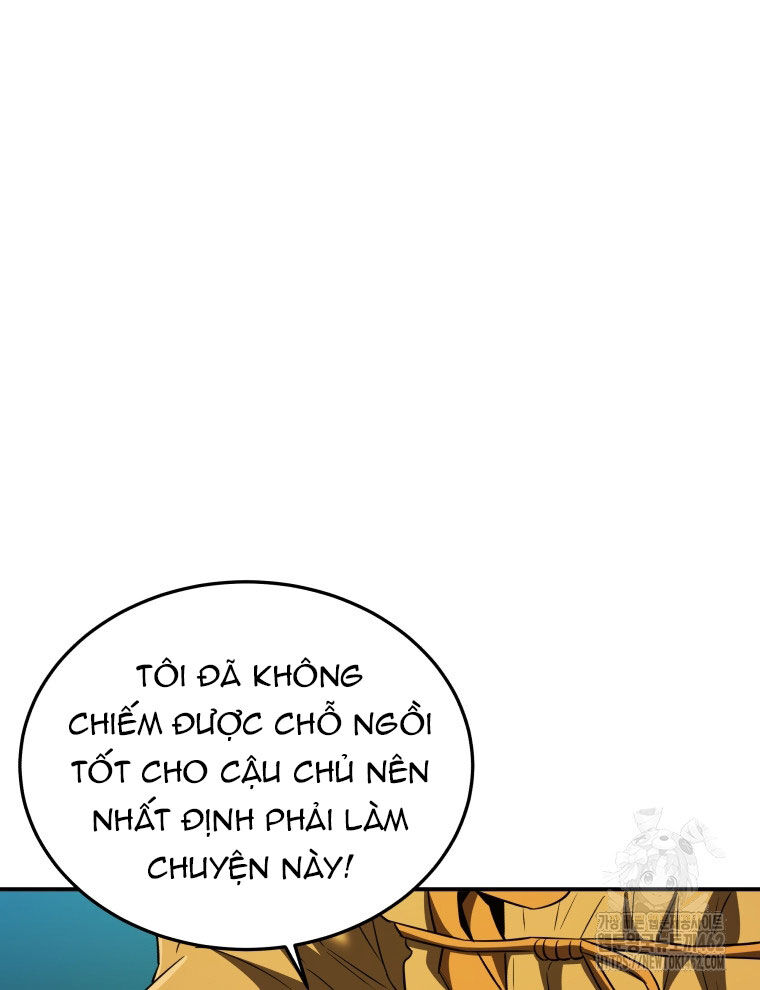 TÔI ĐÃ KHÔNG
CHIẾM ĐƯỢC CHỖ NGỒI
TỐT CHO CẬU CHỦ NÊN
NHẤT ĐỊNH PHẢI LÀM
CHUYỆN NÀY!